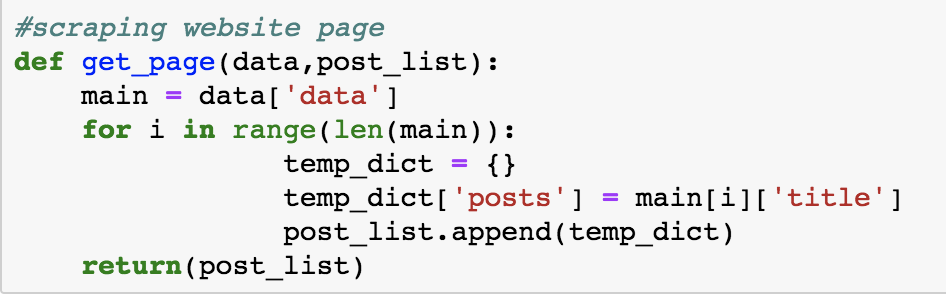 #scraping website page
def get_page(data,post_list):
    main = data['data']
    for i in range(len(main)):
                temp_dict = {}
                temp_dict['posts'] = main[i]['title']
                post_list.append(temp_dict)
    return(post_list)